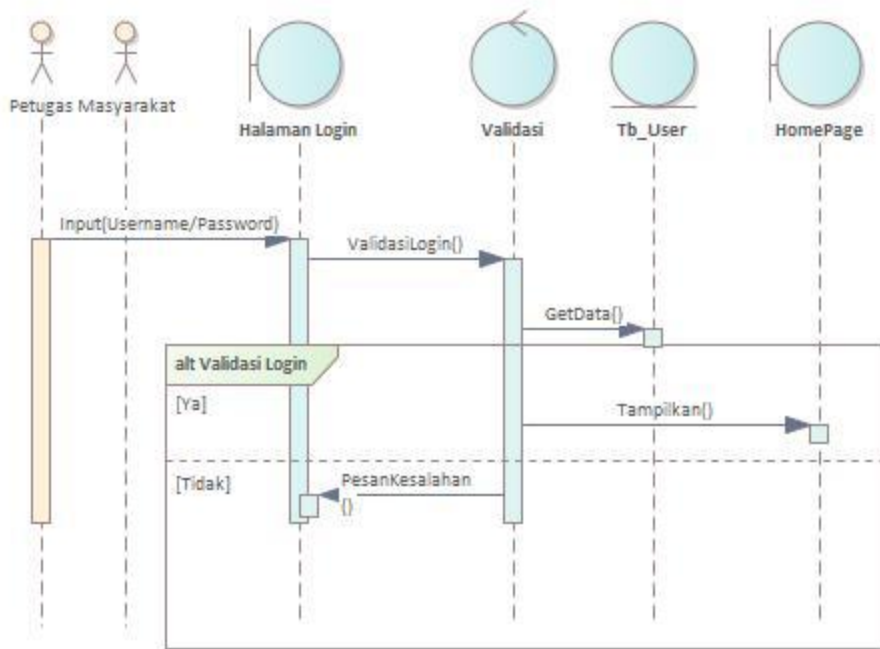 Petugas Masyarakat
Halaman Login
Validasi
Tb_User
HomePage
Input(Username/Password)
ValidasiLogin()
GetData()
alt Validasi Login
[Ya]
Tampilkan()
[Tidak]
PesanKesalahan
()